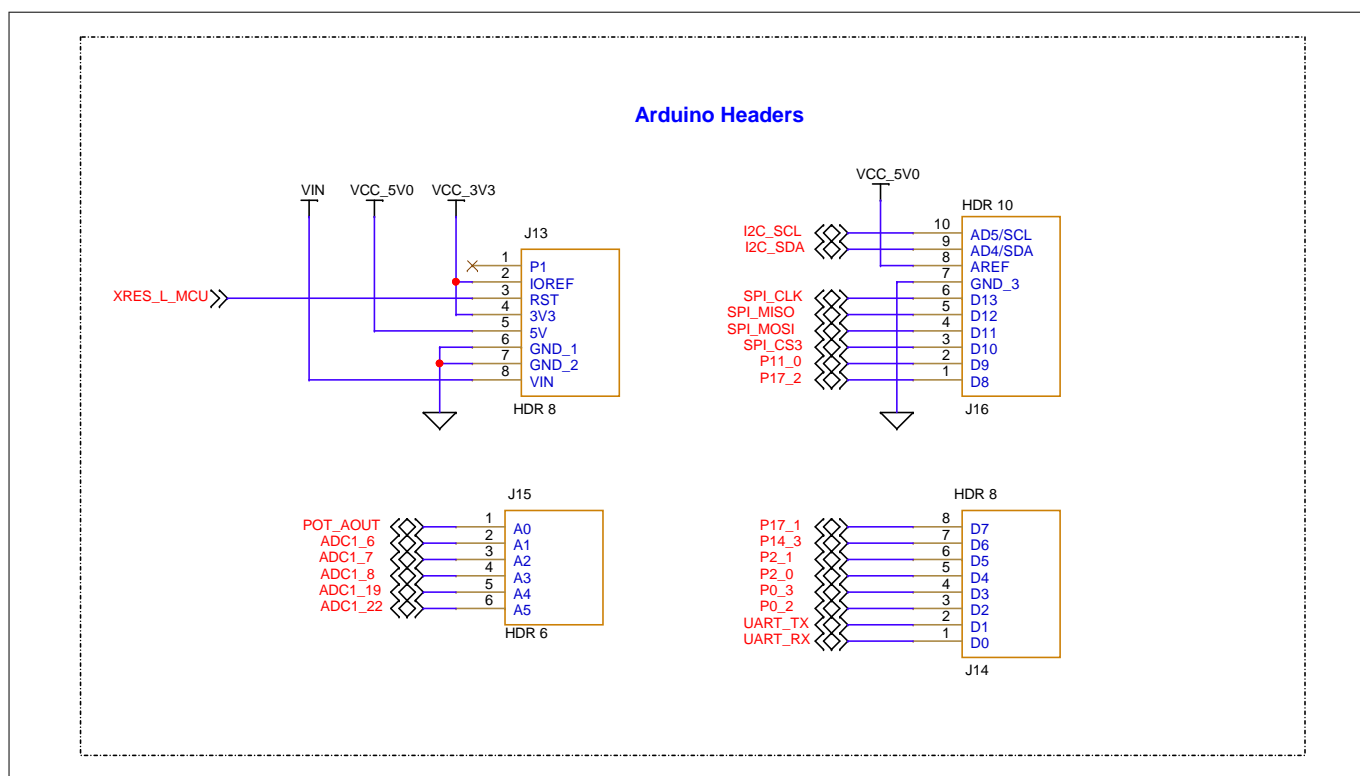 Arduino Headers
VIN VCC_5V0 VCC_3V3
J13
1 P1
2 IOREF
XRES_L_MCU 3 RST
4 3V3
5 5V
6 GND_1
7 GND_2
8 VIN
HDR 8
VCC_5V0
HDR 10
I2C_SCL 10 AD5/SCL
I2C_SDA 9 AD4/SDA
8 AREF
7 GND_3
SPI_CLK 6 D13
SPI_MISO 5 D12
SPI_MOSI 4 D11
SPI_CS3 3 D10
P11_0 2 D9
P17_2 1 D8
J16
J15
POT_AOUT 1 A0
ADC1_6 2 A1
ADC1_7 3 A2
ADC1_8 4 A3
ADC1_19 5 A4
ADC1_22 6 A5
HDR 6
HDR 8
P17_1 8 D7
P14_3 7 D6
P2_1 6 D5
P2_0 5 D4
P0_3 4 D3
P0_2 3 D2
UART_TX 2 D1
UART_RX 1 D0
J14